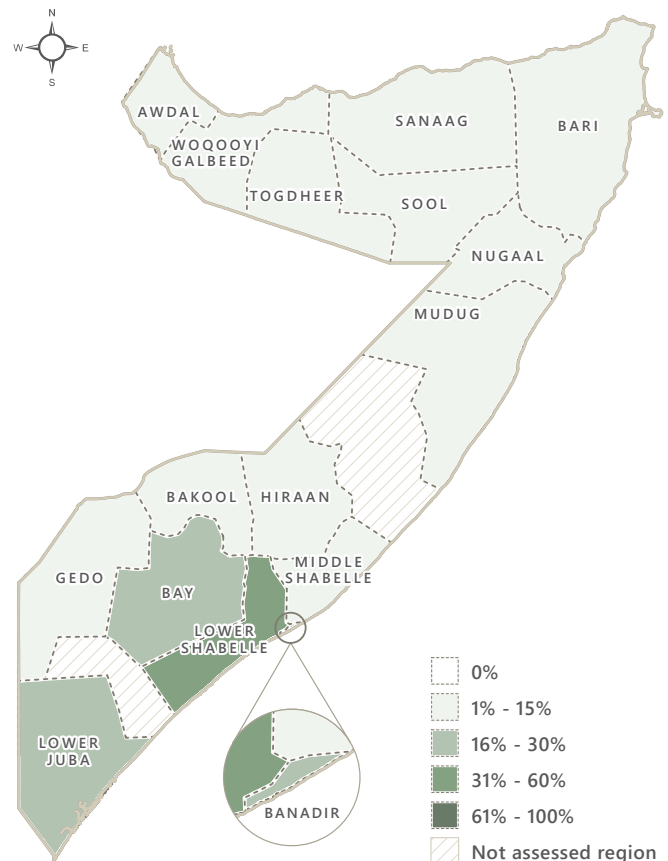 N
W E
S
AWDAL
WOQOOYI
GALBEED
TOGDHEER
SANAAG
BARI
SOOL
NUGAAL
MUDUG
BAKOOL
HIRAAN
GEDO
BAY
MIDDLE
SHABELLE
LOWER
SHABELLE
LOWER
JUBA
BANADIR
0%
1% - 15%
16% - 30%
31% - 60%
61% - 100%
Not assessed region